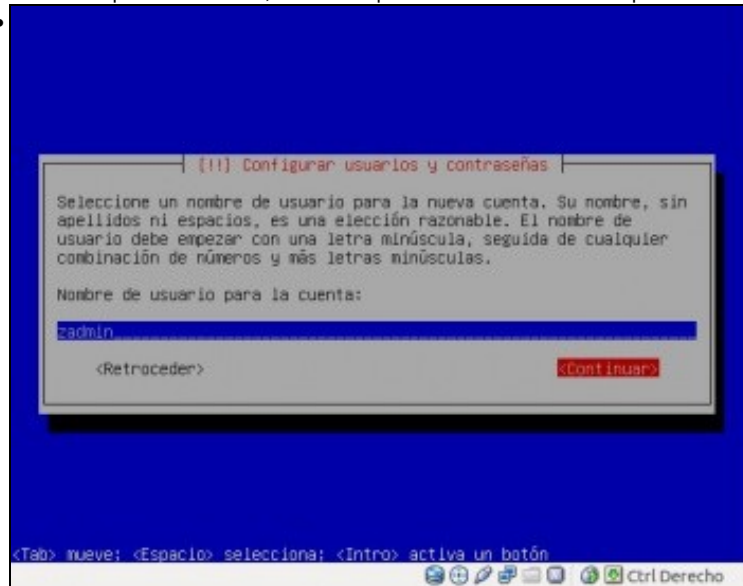 [!!] Configurar usuarios y contraseñas
Seleccione un nombre de usuario para la nueva cuenta. Su nombre, sin
apellidos ni espacios, es una elección razonable. El nombre de
usuario debe empezar con una letra minúscula, seguida de cualquier
combinación de números y más letras minúsculas.
Nombre de usuario para la cuenta:
zadmin
<Retroceder> <Continuar>
<Tab> mueve; <Espacio> selecciona; <Intro> activa un botón
Ctrl Derecho